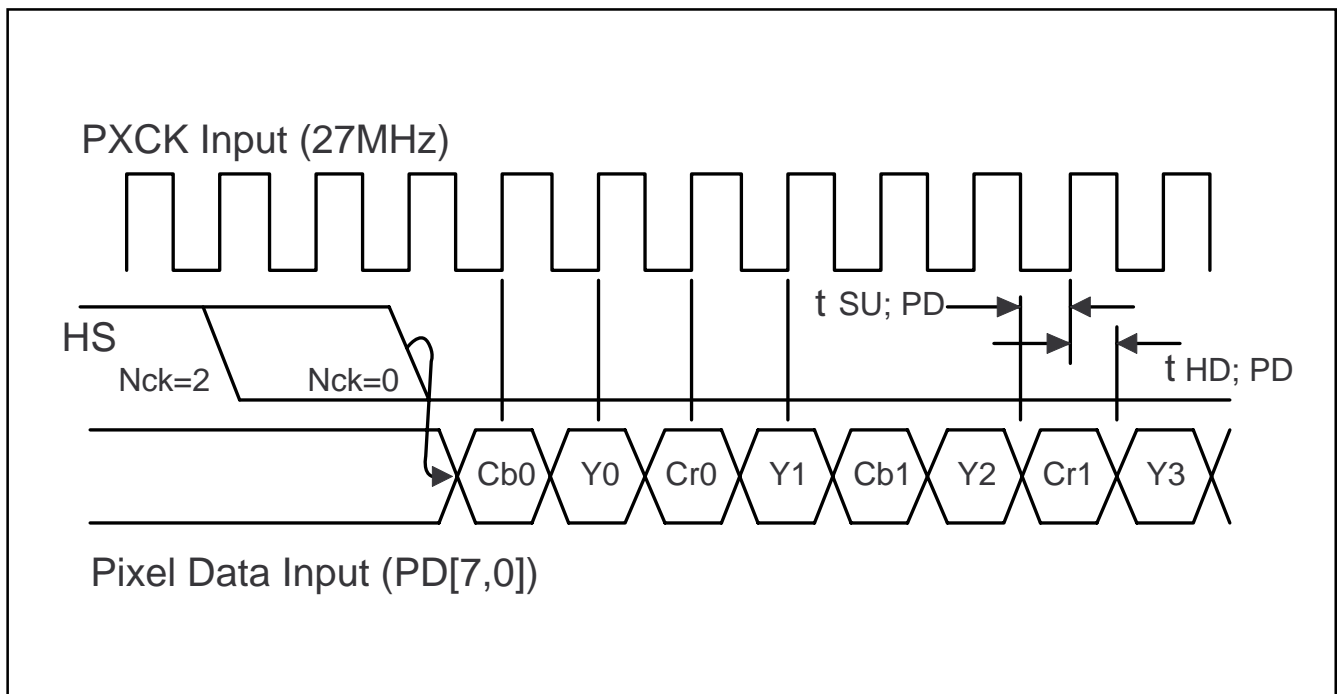 PXCK Input (27MHz)
t SU; PD
HS
Nck=2 Nck=0
t HD; PD
Cb0 Y0 Cr0 Y1 Cb1 Y2 Cr1 Y3
Pixel Data Input (PD[7,0])